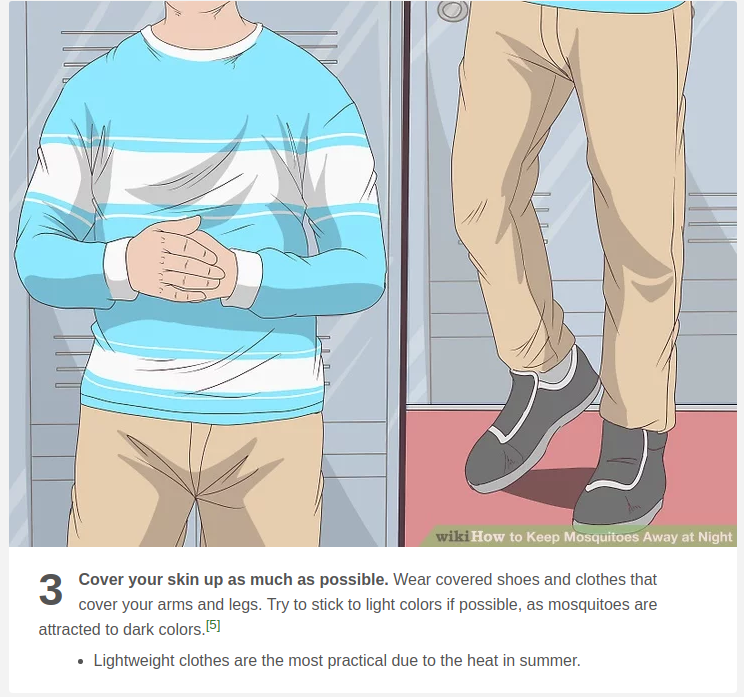 wikiHow to Keep Mosquitoes Away at Night
3 Cover your skin up as much as possible. Wear covered shoes and clothes that
cover your arms and legs. Try to stick to light colors if possible, as mosquitoes are
attracted to dark colors.[5]
• Lightweight clothes are the most practical due to the heat in summer.